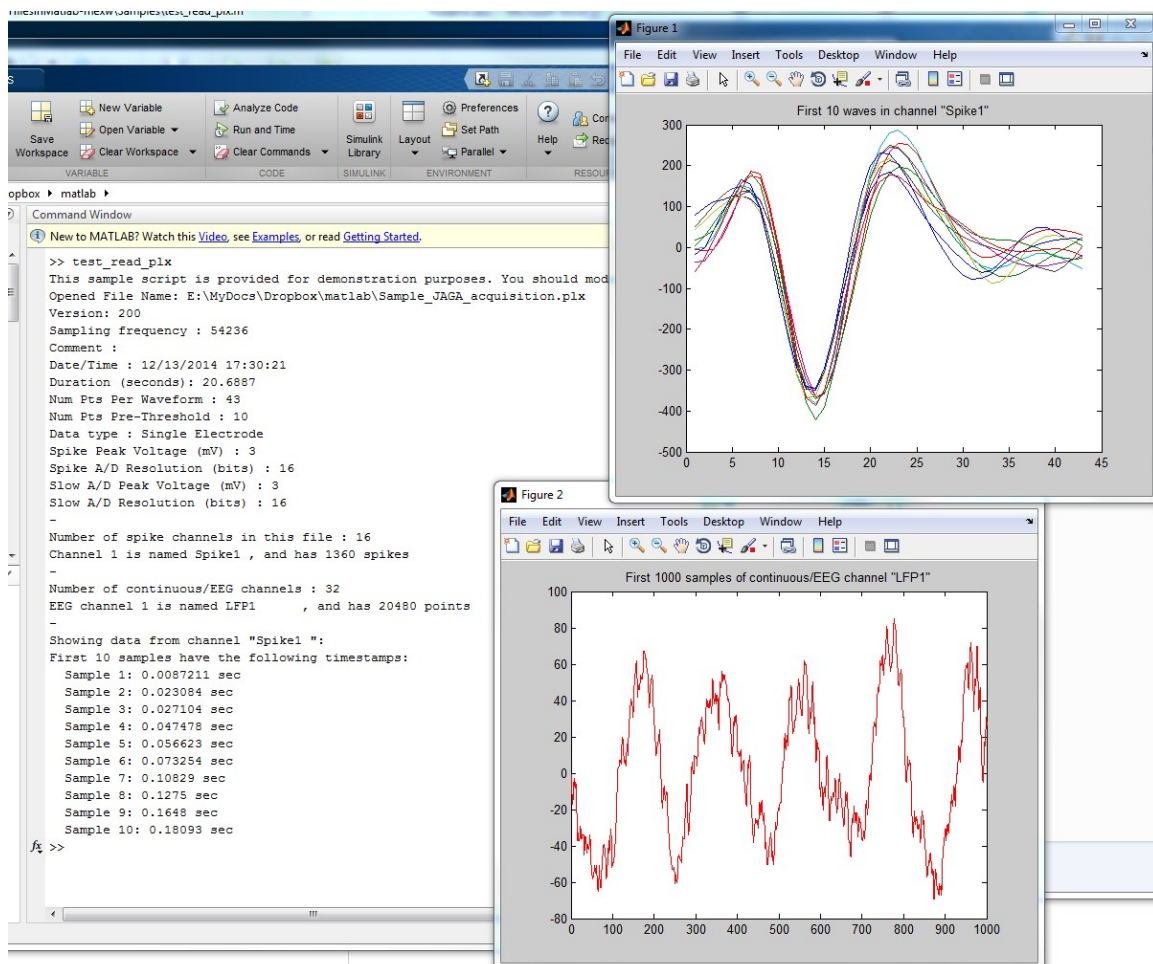 TilesinMatlab-mexw\Samples\test_read_plx.m
S
Save Workspace
New Variable
Open Variable
Clear Workspace
VARIABLE
Analyze Code
Run and Time
Clear Commands
CODE
Simulink Library
SIMULINK
Layout
Preferences
Set Path
Parallel
ENVIRONMENT
Help
Com
Req
RESOUR
opbox ▸ matlab ▸
Command Window
New to MATLAB? Watch this Video, see Examples, or read Getting Started.
>> test_read_plx
This sample script is provided for demonstration purposes. You should mod
Opened File Name: E:\MyDocs\Dropbox\matlab\Sample_JAGA_acquisition.plx
Version: 200
Sampling frequency : 54236
Comment :
Date/Time : 12/13/2014 17:30:21
Duration (seconds): 20.6887
Num Pts Per Waveform : 43
Num Pts Pre-Threshold : 10
Data type : Single Electrode
Spike Peak Voltage (mV) : 3
Spike A/D Resolution (bits) : 16
Slow A/D Peak Voltage (mV) : 3
Slow A/D Resolution (bits) : 16
-
Number of spike channels in this file : 16
Channel 1 is named Spike1 , and has 1360 spikes
-
Number of continuous/EEG channels : 32
EEG channel 1 is named LFP1 , and has 20480 points
-
Showing data from channel "Spike1 ":
First 10 samples have the following timestamps:
Sample 1: 0.0087211 sec
Sample 2: 0.023084 sec
Sample 3: 0.027104 sec
Sample 4: 0.047478 sec
Sample 5: 0.056623 sec
Sample 6: 0.073254 sec
Sample 7: 0.10829 sec
Sample 8: 0.1275 sec
Sample 9: 0.1648 sec
Sample 10: 0.18093 sec
fx >>
Figure 1
File Edit View Insert Tools Desktop Window Help
First 10 waves in channel "Spike1"
300
200
100
0
-100
-200
-300
-400
-500
0 5 10 15 20 25 30 35 40 45
Figure 2
File Edit View Insert Tools Desktop Window Help
First 1000 samples of continuous/EEG channel "LFP1"
100
80
60
40
20
0
-20
-40
-60
-80
0 100 200 300 400 500 600 700 800 900 1000